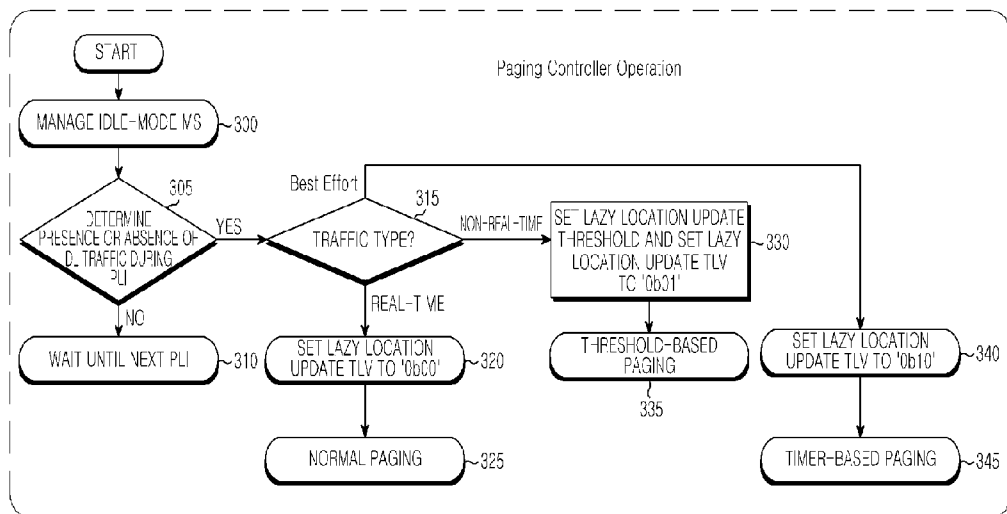 START
Paging Controller Operation
MANAGE IDLE-MODE MS
300
305
DETERMINE
PRESENCE OR ABSENCE OF
DL TRAFFIC DURING
PLI
YES
NO
WAIT UNTIL NEXT PLI
310
Best Effort
315
TRAFFIC TYPE?
NON-REAL-TIME
REAL-TIME
SET LAZY LOCATION
UPDATE TLV TO '0b00'
320
NORMAL PAGING
325
SET LAZY LOCATION UPDATE
THRESHOLD AND SET LAZY
LOCATION UPDATE TLV
TO '0b01'
330
THRESHOLD-BASED
PAGING
335
SET LAZY LOCATION
UPDATE TLV TO '0b10'
340
TIMER-BASED PAGING
345